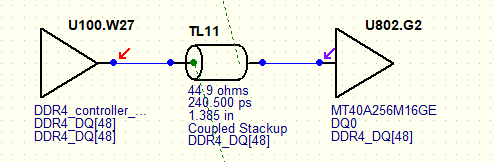 U100.W27
TL11
U802.G2
DDR4_controller_...
DDR4_DQ[48]
DDR4_DQ[48]
44.9 ohms
240.500 ps
1.385 in
Coupled Stackup
DDR4_DQ[48]
MT40A256M16GE
DQ0
DDR4_DQ[48]